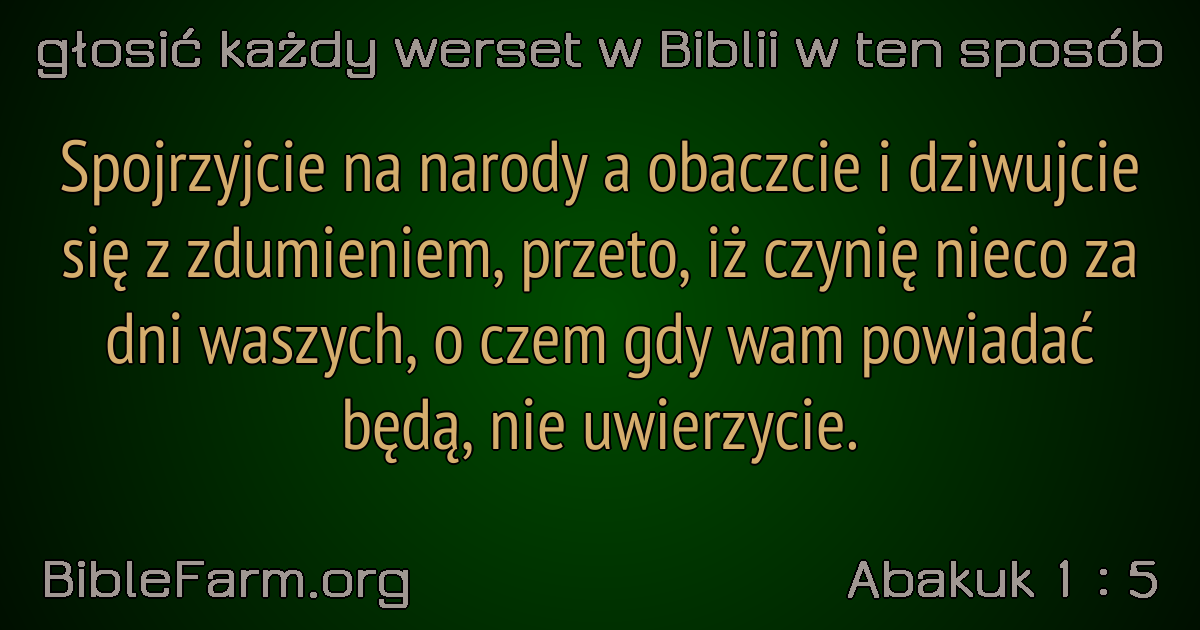 głosić każdy werset w Biblii w ten sposób
Spojrzyjcie na narody a obaczcie i dziwujcie
się z zdumieniem, przeto, iż czynię nieco za
dni waszych, o czem gdy wam powiadać
będą, nie uwierzycie.
BibleFarm.org
Abakuk 1 : 5